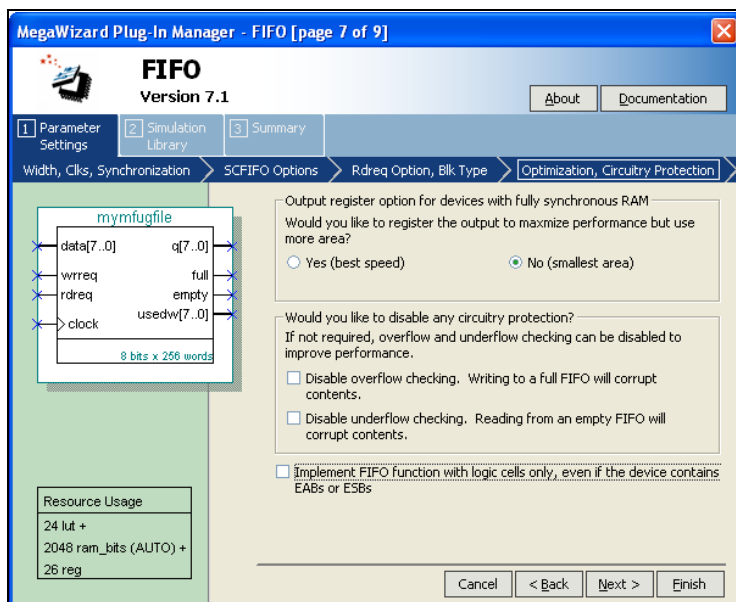 MegaWizard Plug-In Manager - FIFO [page 7 of 9]
FIFO
Version 7.1
About
Documentation
1 Parameter Settings
2 Simulation Library
3 Summary
Width, Clks, Synchronization
SCFIFO Options
Rdreq Option, Blk Type
Optimization, Circuitry Protection
mymfugfile
data[7..0]
q[7..0]
wrreq
full
rdreq
empty
usedw[7..0]
clock
8 bits x 256 words
Resource Usage
24 lut +
2048 ram_bits (AUTO) +
26 reg
Output register option for devices with fully synchronous RAM
Would you like to register the output to maxmize performance but use
more area?
Yes (best speed)
No (smallest area)
Would you like to disable any circuitry protection?
If not required, overflow and underflow checking can be disabled to
improve performance.
Disable overflow checking. Writing to a full FIFO will corrupt
contents.
Disable underflow checking. Reading from an empty FIFO will
corrupt contents.
Implement FIFO function with logic cells only, even if the device contains
EABs or ESBs
Cancel
< Back
Next >
Finish